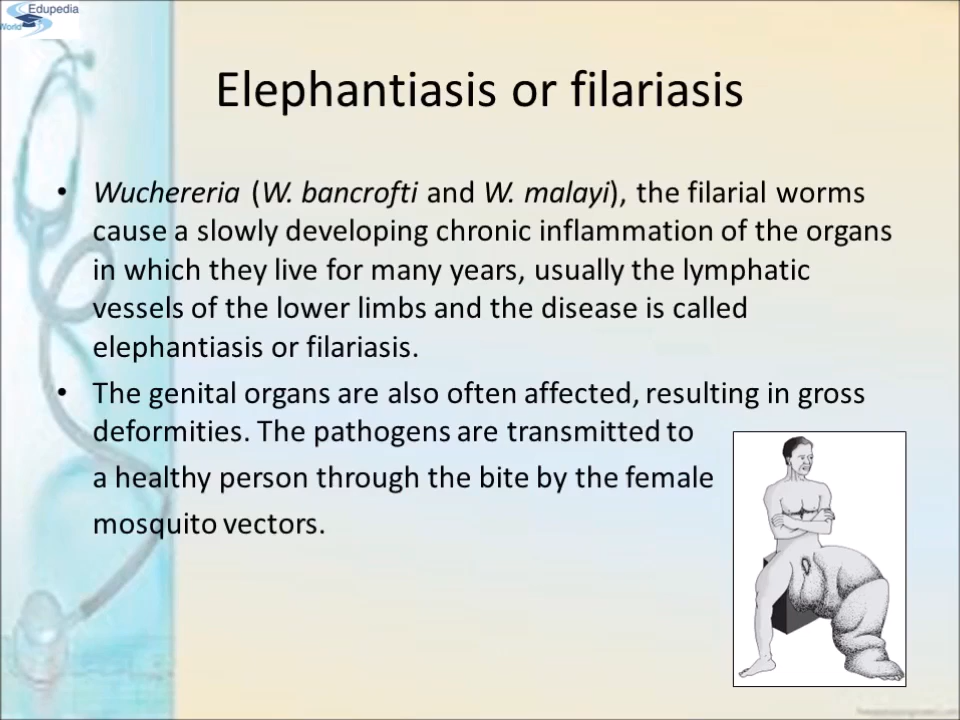 Edupedia
World
Elephantiasis or filariasis
• Wuchereria (W. bancrofti and W. malayi), the filarial worms
cause a slowly developing chronic inflammation of the organs
in which they live for many years, usually the lymphatic
vessels of the lower limbs and the disease is called
elephantiasis or filariasis.
• The genital organs are also often affected, resulting in gross
deformities. The pathogens are transmitted to
a healthy person through the bite by the female
mosquito vectors.